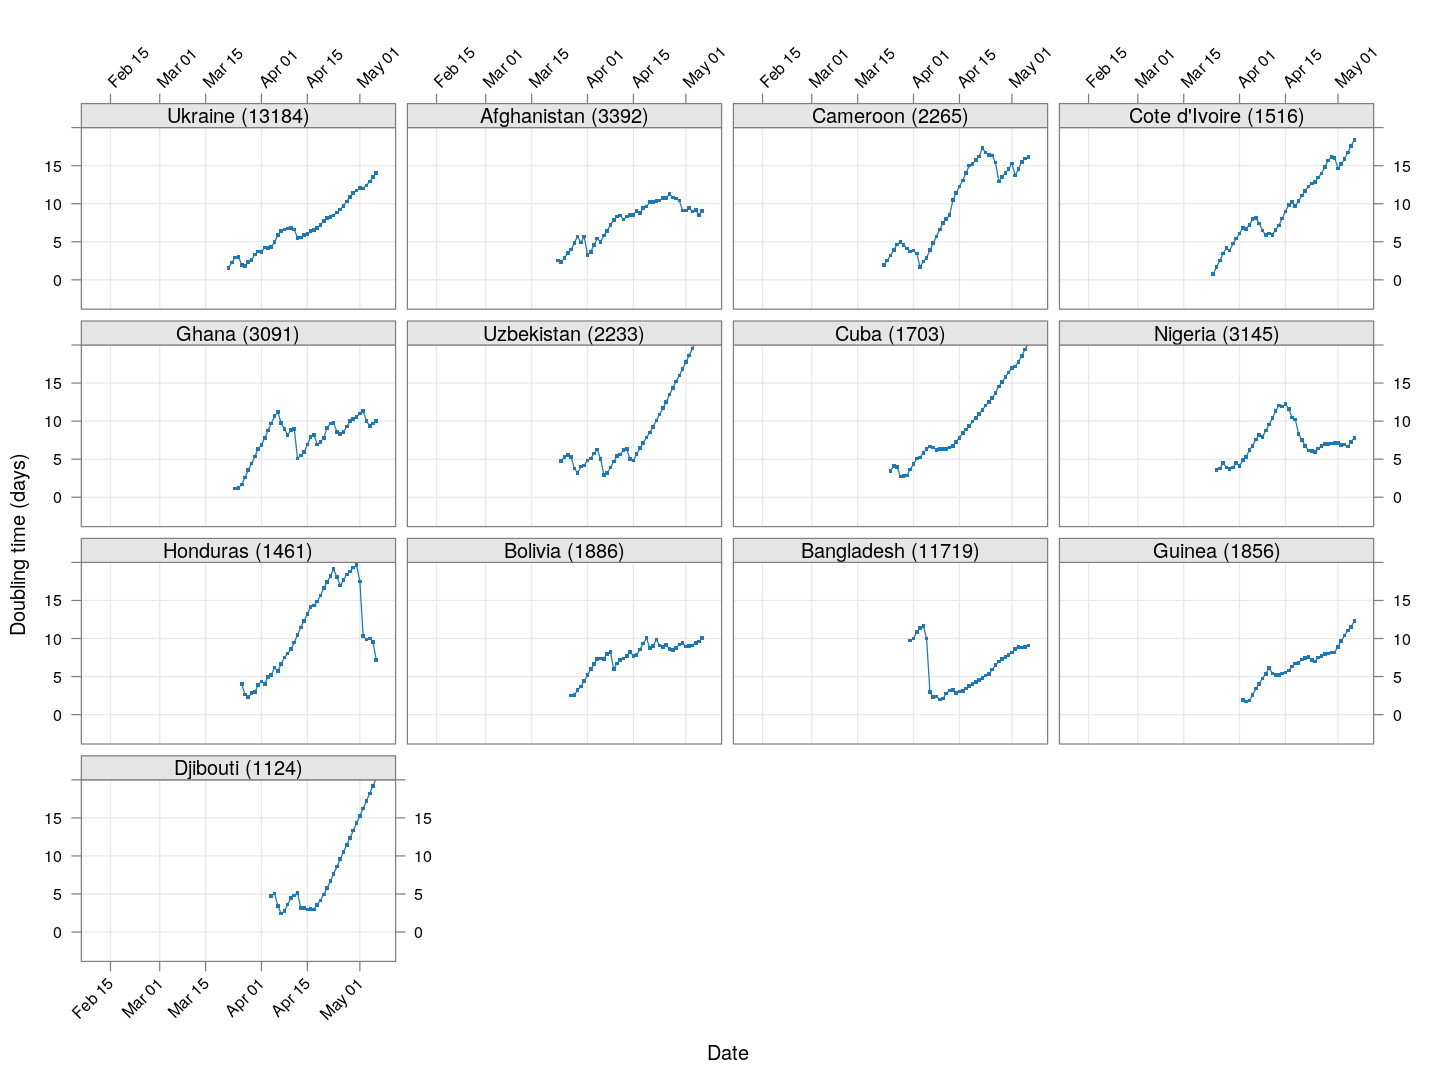 Feb 15 Mar 01 Mar 15 Apr 01 Apr 15 May 01 Feb 15 Mar 01 Mar 15 Apr 01 Apr 15 May 01 Feb 15 Mar 01 Mar 15 Apr 01 Apr 15 May 01 Feb 15 Mar 01 Mar 15 Apr 01 Apr 15 May 01
Ukraine (13184) Afghanistan (3392) Cameroon (2265) Cote d'Ivoire (1516)
15 15
10 10
5 5
0 0
Ghana (3091) Uzbekistan (2233) Cuba (1703) Nigeria (3145)
15 15
10 10
5 5
0 0
Doubling time (days)
Honduras (1461) Bolivia (1886) Bangladesh (11719) Guinea (1856)
15 15
10 10
5 5
0 0
Djibouti (1124)
15 15
10 10
5 5
0 0
Feb 15 Mar 01 Mar 15 Apr 01 Apr 15 May 01
Date